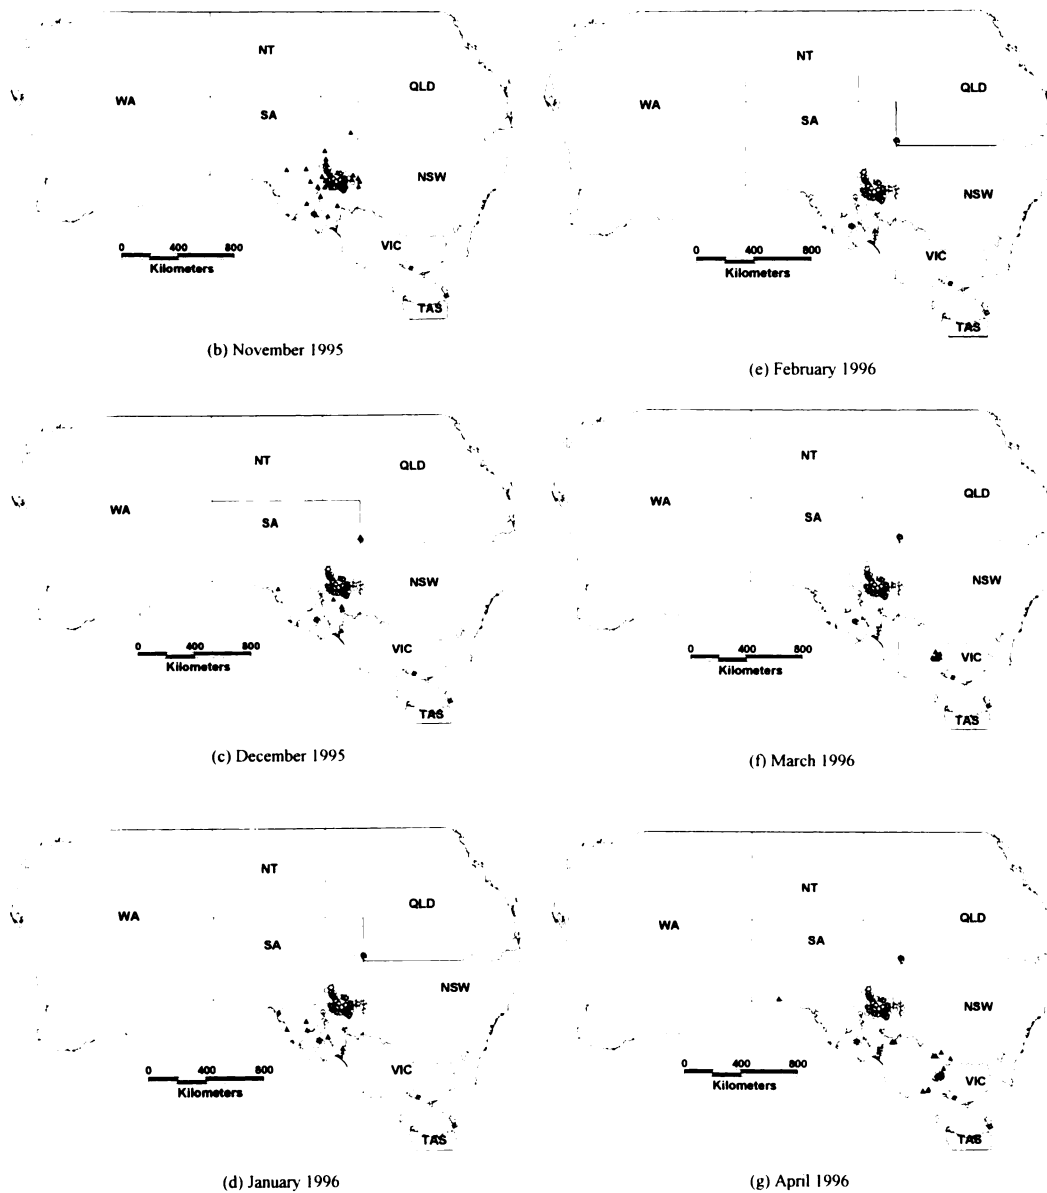 NT
QLD
WA
SA
NSW
0 400 800
VIC
Kilometers
TAS
(b) November 1995
NT
QLD
WA
SA
NSW
0 400 800
VIC
Kilometers
TAS
(e) February 1996
NT
QLD
WA
SA
NSW
0 400 800
VIC
Kilometers
TAS
(c) December 1995
NT
QLD
WA
SA
NSW
0 400 800
VIC
Kilometers
TAS
(f) March 1996
NT
QLD
WA
SA
NSW
0 400 800
VIC
Kilometers
TAS
(d) January 1996
NT
QLD
WA
SA
NSW
0 400 800
VIC
Kilometers
TAS
(g) April 1996